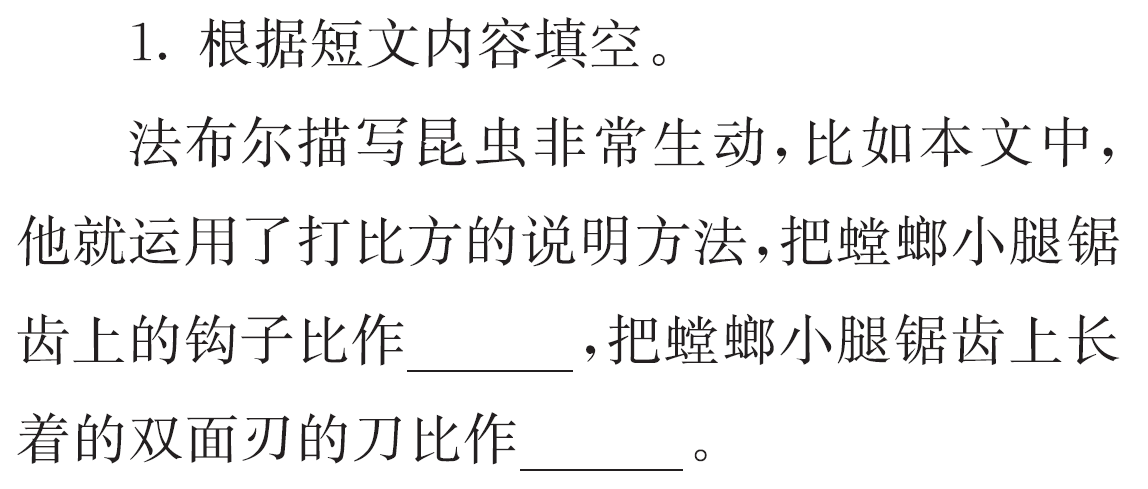 1. 根据短文内容填空。
法布尔描写昆虫非常生动,比如本文中,
他就运用了打比方的说明方法,把螳螂小腿锯
齿上的钩子比作______,把螳螂小腿锯齿上长
着的双面刃的刀比作______。